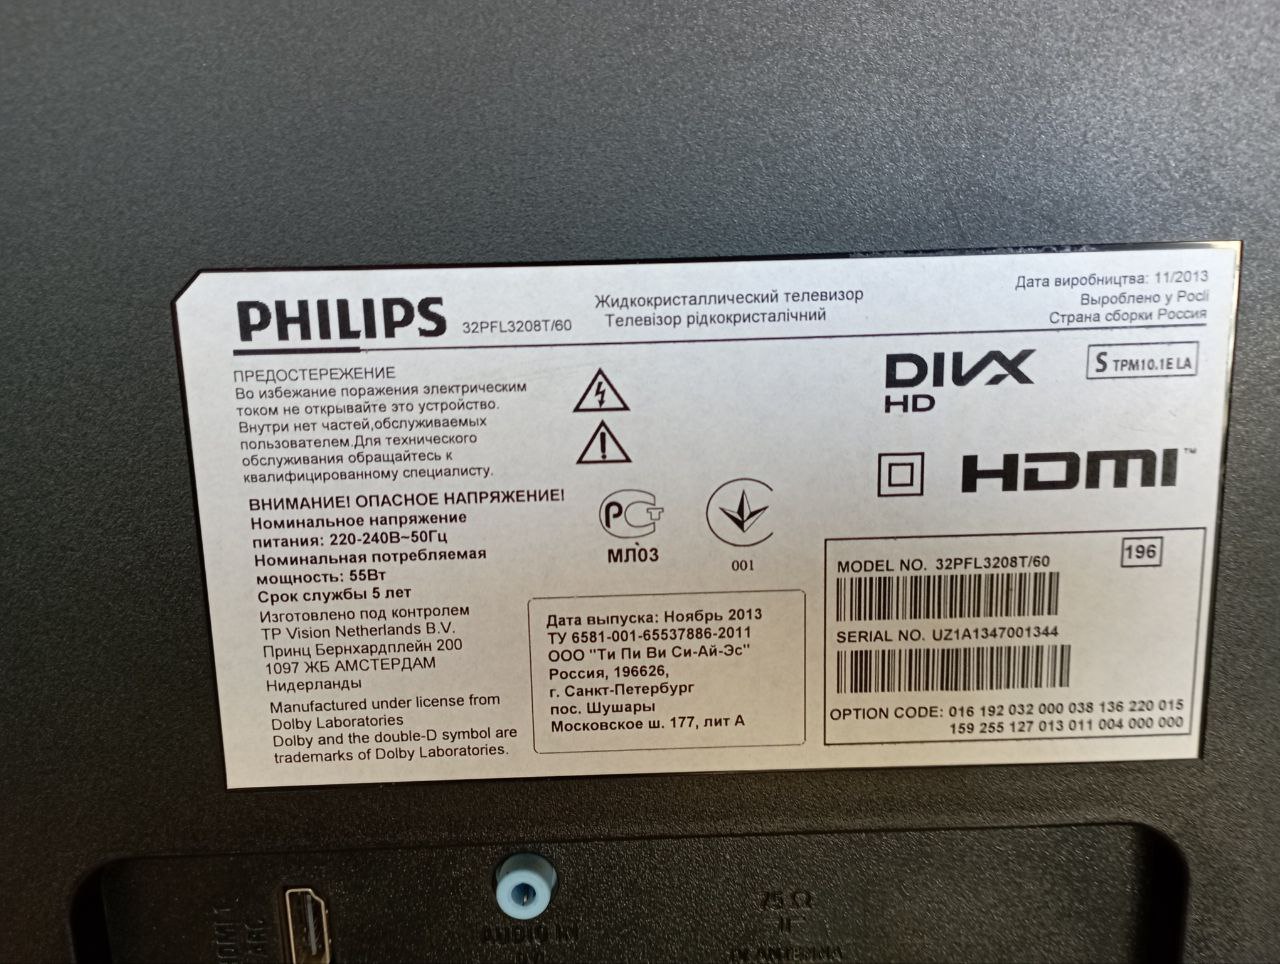 PHILIPS 32PFL3208T/60
Жидкокристаллический телевизор
Телевізор рідкокристалічний
Дата виробництва: 11/2013
Вироблено у Росії
Страна сборки Россия
ПРЕДОСТЕРЕЖЕНИЕ
Во избежание поражения электрическим
током не открывайте это устройство.
Внутри нет частей,обслуживаемых
пользователем.Для технического
обслуживания обращайтесь к
квалифицированному специалисту.
ВНИМАНИЕ! ОПАСНОЕ НАПРЯЖЕНИЕ!
Номинальное напряжение
питания: 220-240В~50Гц
Номинальная потребляемая
мощность: 55Вт
Срок службы 5 лет
Изготовлено под контролем
TP Vision Netherlands B.V.
Принц Бернхардплейн 200
1097 ЖБ АМСТЕРДАМ
Нидерланды
Manufactured under license from
Dolby Laboratories
Dolby and the double-D symbol are
trademarks of Dolby Laboratories.
РСТ
МЛ03
001
Дата выпуска: Ноябрь 2013
ТУ 6581-001-65537886-2011
ООО "Ти Пи Ви Си-Ай-Эс"
Россия, 196626,
г. Санкт-Петербург
пос. Шушары
Московское ш. 177, лит А
DIVX
HD
S TPM10.1E LA
HDMI™
196
MODEL NO. 32PFL3208T/60
SERIAL NO. UZ1A1347001344
OPTION CODE: 016 192 032 000 038 136 220 015
159 255 127 013 011 004 000 000
HDMI 1
ARC
AUDIO IN
75 Ω